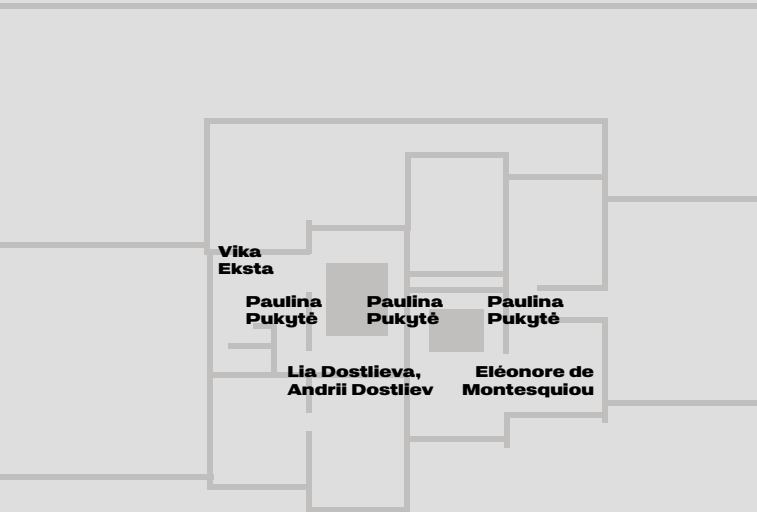 Vika
Eksta
Paulina
Pukytė
Paulina
Pukytė
Paulina
Pukytė
Lia Dostlieva,
Andrii Dostliev
Eléonore de
Montesquiou